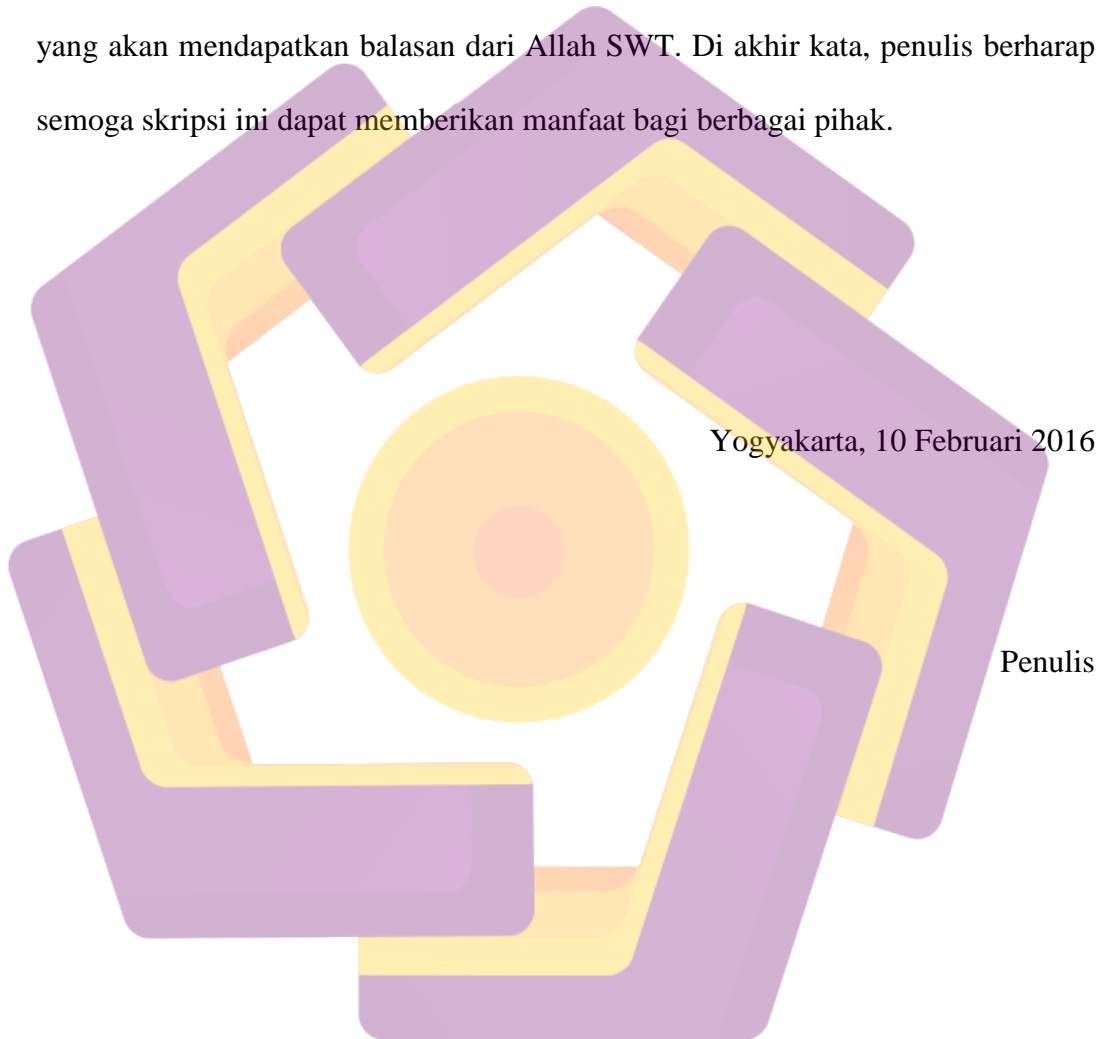 yang akan mendapatkan balasan dari Allah SWT. Di akhir kata, penulis berharap
semoga skripsi ini dapat memberikan manfaat bagi berbagai pihak.
Yogyakarta, 10 Februari 2016
Penulis